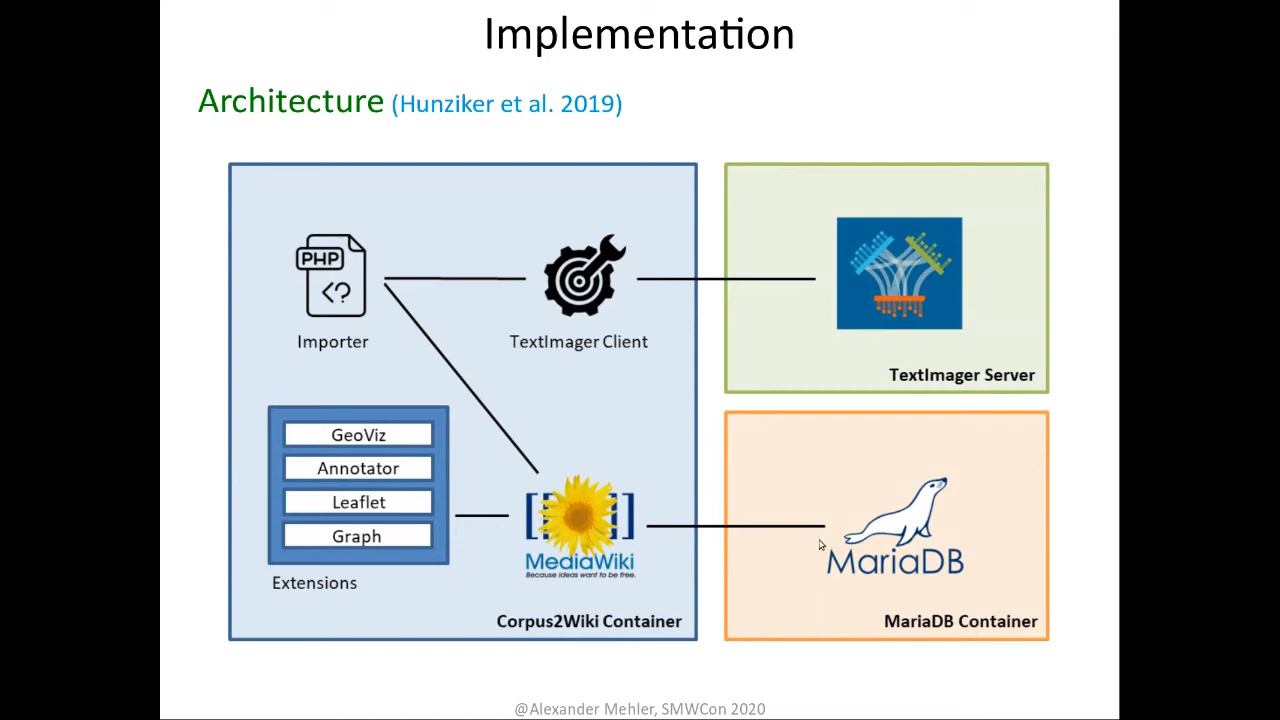 Implementation
Architecture (Hunziker et al. 2019)
PHP
<?
Importer
TextImager Client
TextImager Server
GeoViz
Annotator
Leaflet
Graph
Extensions
[[ ]]
MediaWiki
Because ideas want to be free.
Corpus2Wiki Container
MariaDB
MariaDB Container
@Alexander Mehler, SMWCon 2020